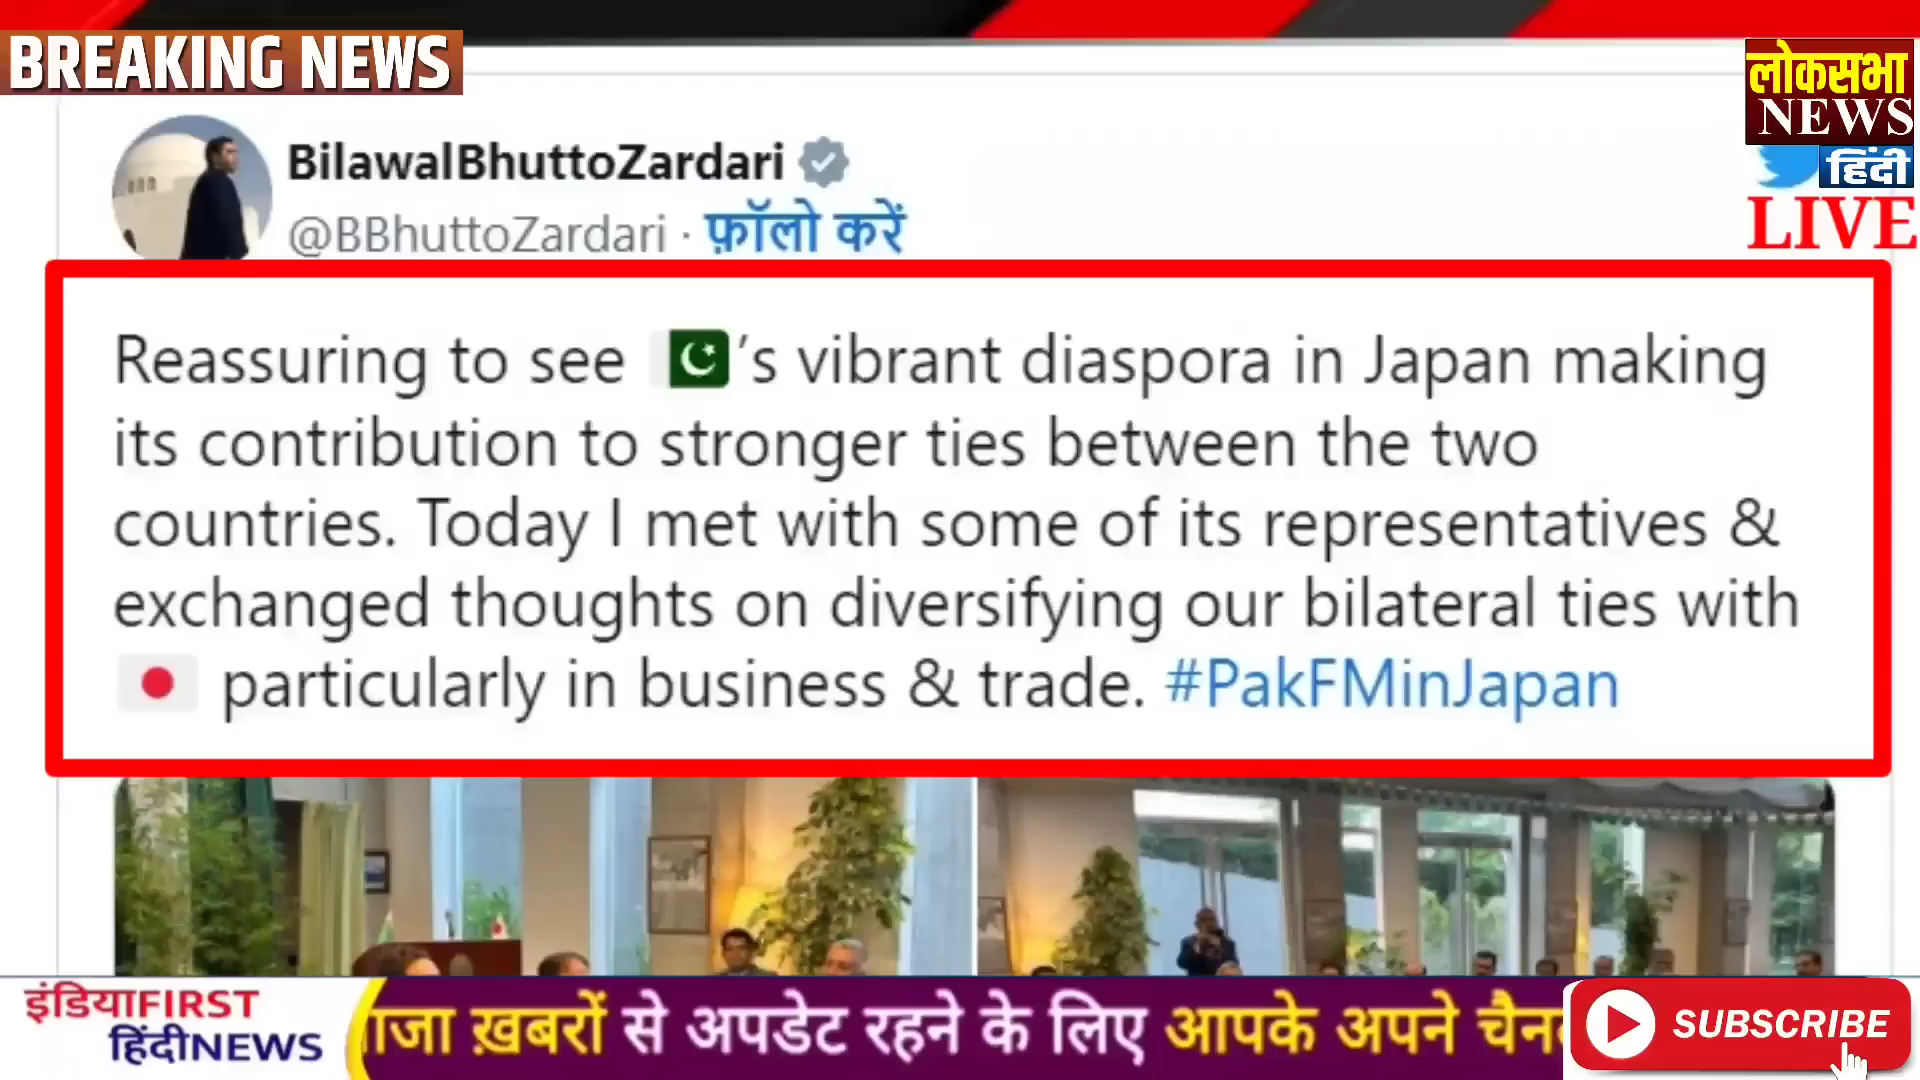 BREAKING NEWS
लोकसभा
NEWS
हिंदी
LIVE
BilawalBhuttoZardari
@BBhuttoZardari · फ़ॉलो करें
Reassuring to see 🇵🇰's vibrant diaspora in Japan making
its contribution to stronger ties between the two
countries. Today I met with some of its representatives &
exchanged thoughts on diversifying our bilateral ties with
🇯🇵 particularly in business & trade. #PakFMinJapan
इंडियाFIRST
हिंदीNEWS
ख़बरों से अपडेट रहने के लिए आपके अपने
SUBSCRIBE